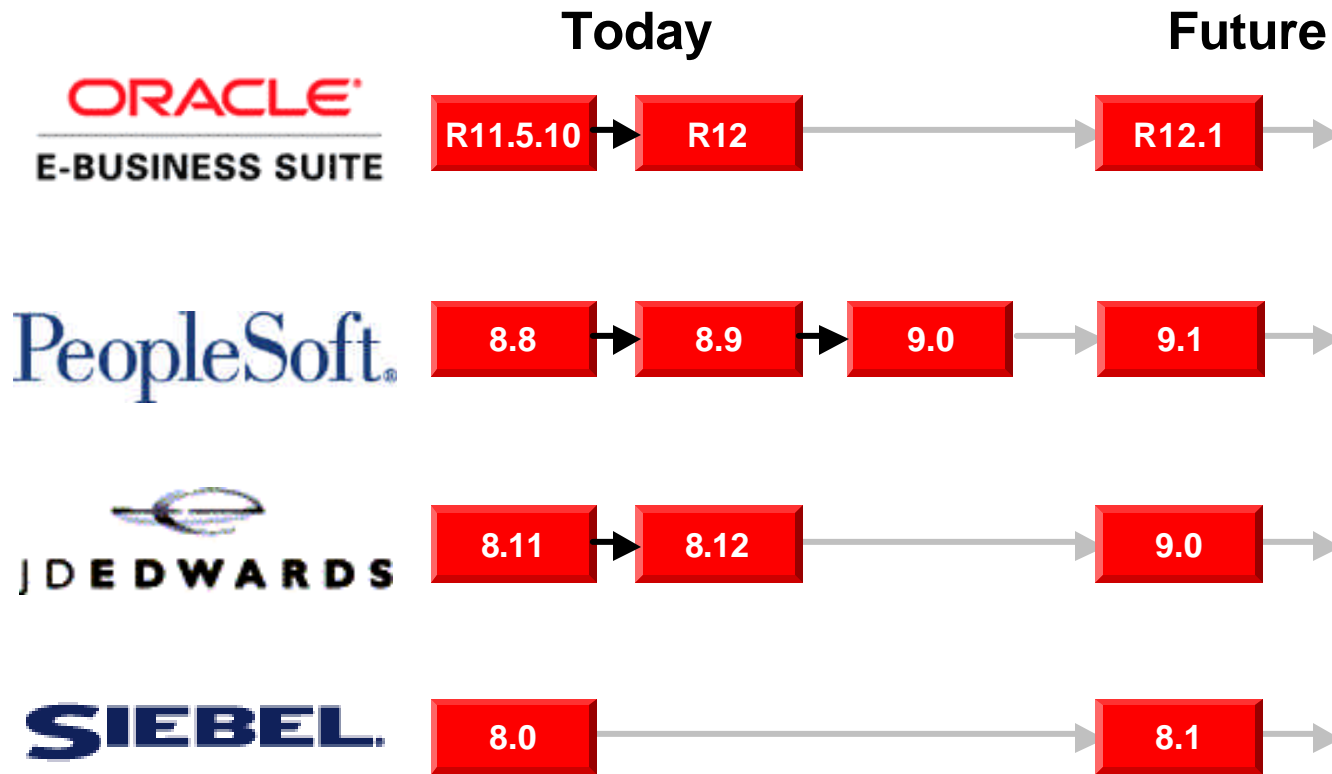 Today Future
ORACLE®
E-BUSINESS SUITE
R11.5.10 R12 R12.1
PeopleSoft®
8.8 8.9 9.0 9.1
JDEDWARDS
8.11 8.12 9.0
SIEBEL.
8.0 8.1